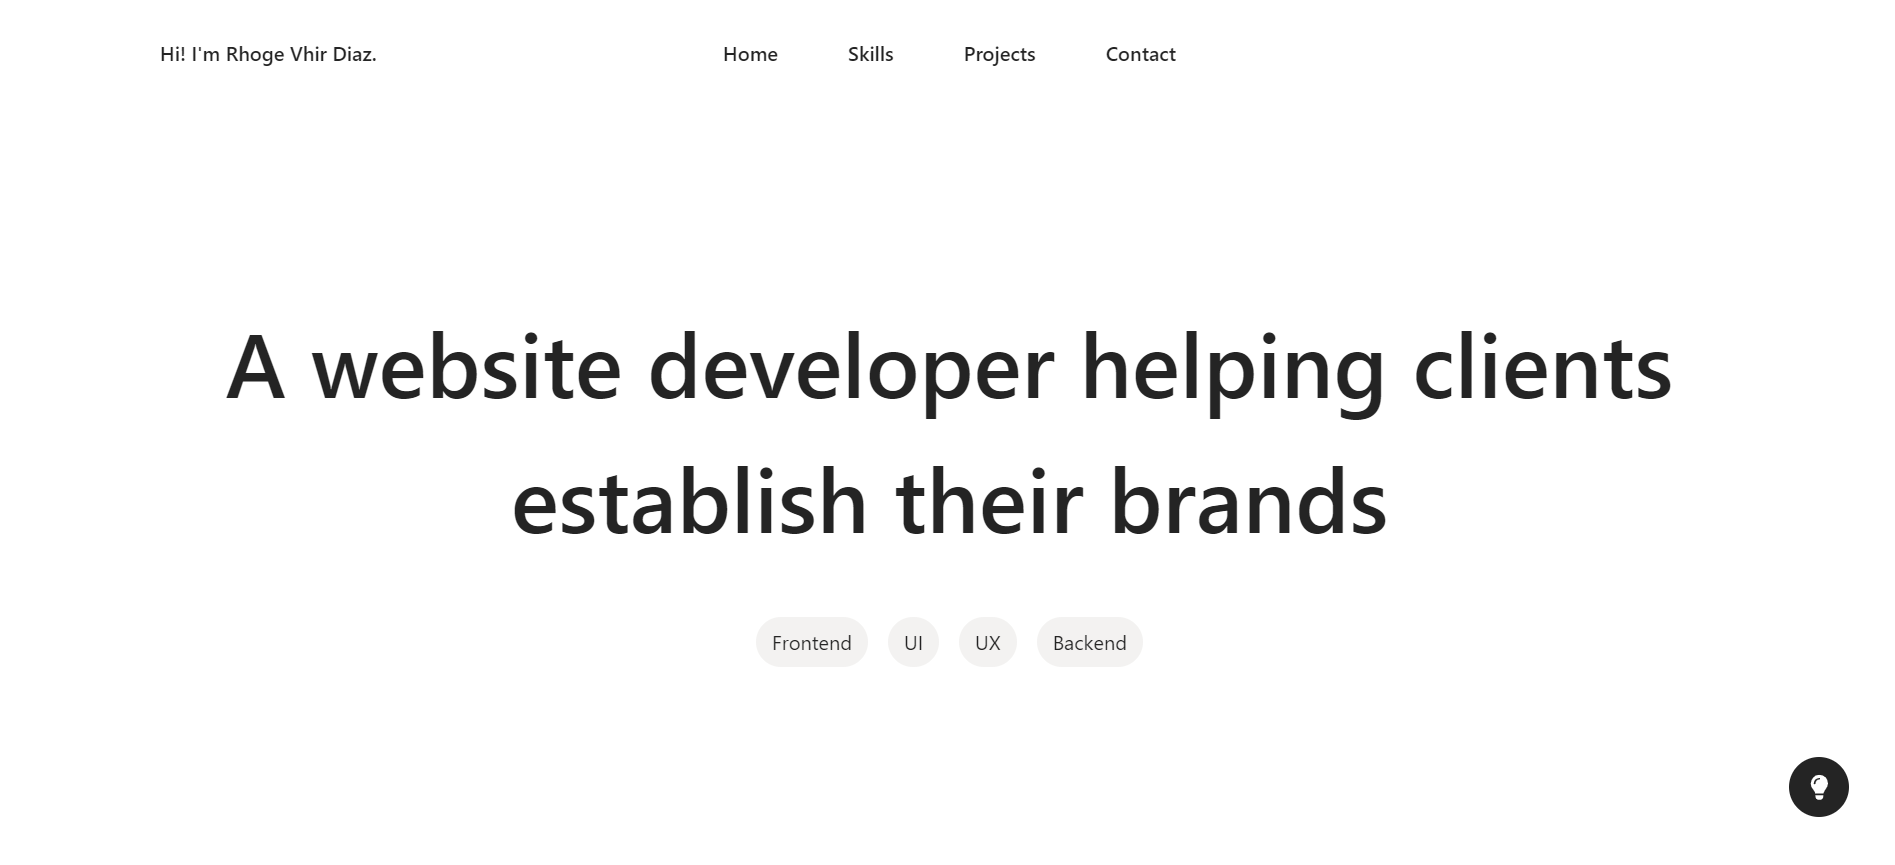 Hi! I'm Rhoge Vhir Diaz.
Home
Skills
Projects
Contact
A website developer helping clients
establish their brands
Frontend
UI
UX
Backend